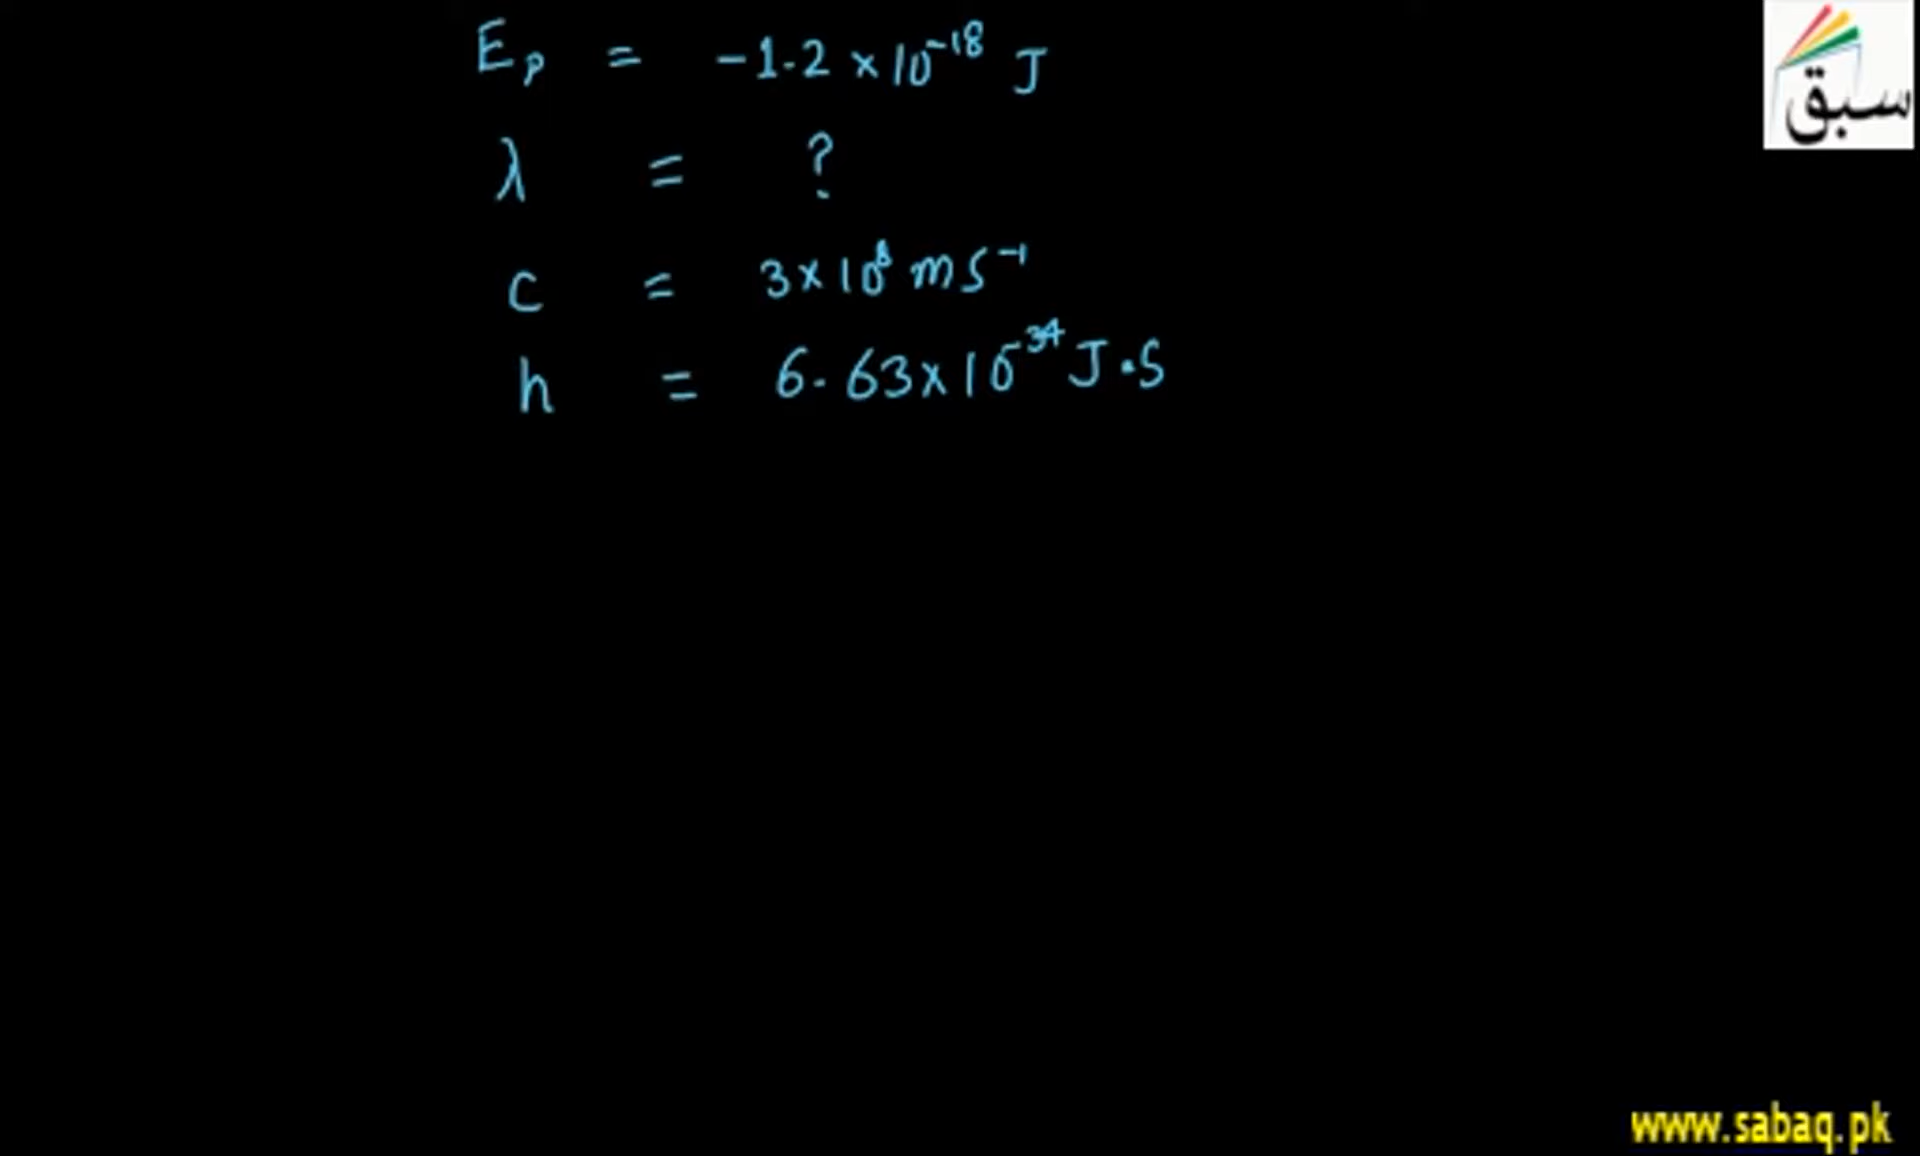 Eₚ = -1.2 × 10⁻¹⁸ J
سبق
λ = ?
c = 3×10⁸ mS⁻¹
h = 6.63×10⁻³⁴ J.S
www.sabaq.pk